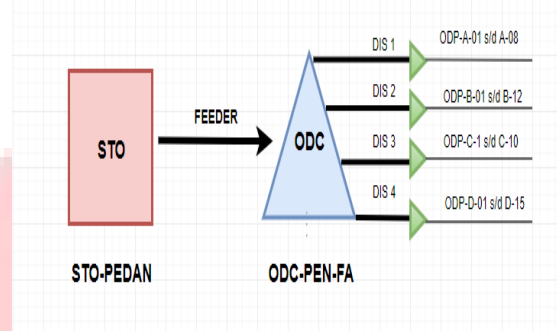 DIS 1
ODP-A-01 s/d A-08
DIS 2
ODP-B-01 s/d B-12
FEEDER
STO
ODC
DIS 3
ODP-C-1 s/d C-10
DIS 4
ODP-D-01 s/d D-15
STO-PEDAN
ODC-PEN-FA